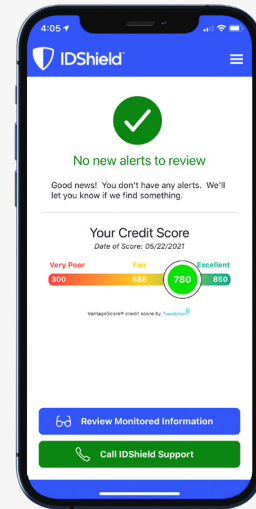 4:05
IDShield
No new alerts to review
Good news! You don't have any alerts. We'll
let you know if we find something.
Your Credit Score
Date of Score: 05/22/2021
Very Poor Fair Excellent
300 688 780 850
VantageScore® credit score by TransUnion
Review Monitored Information
Call IDShield Support